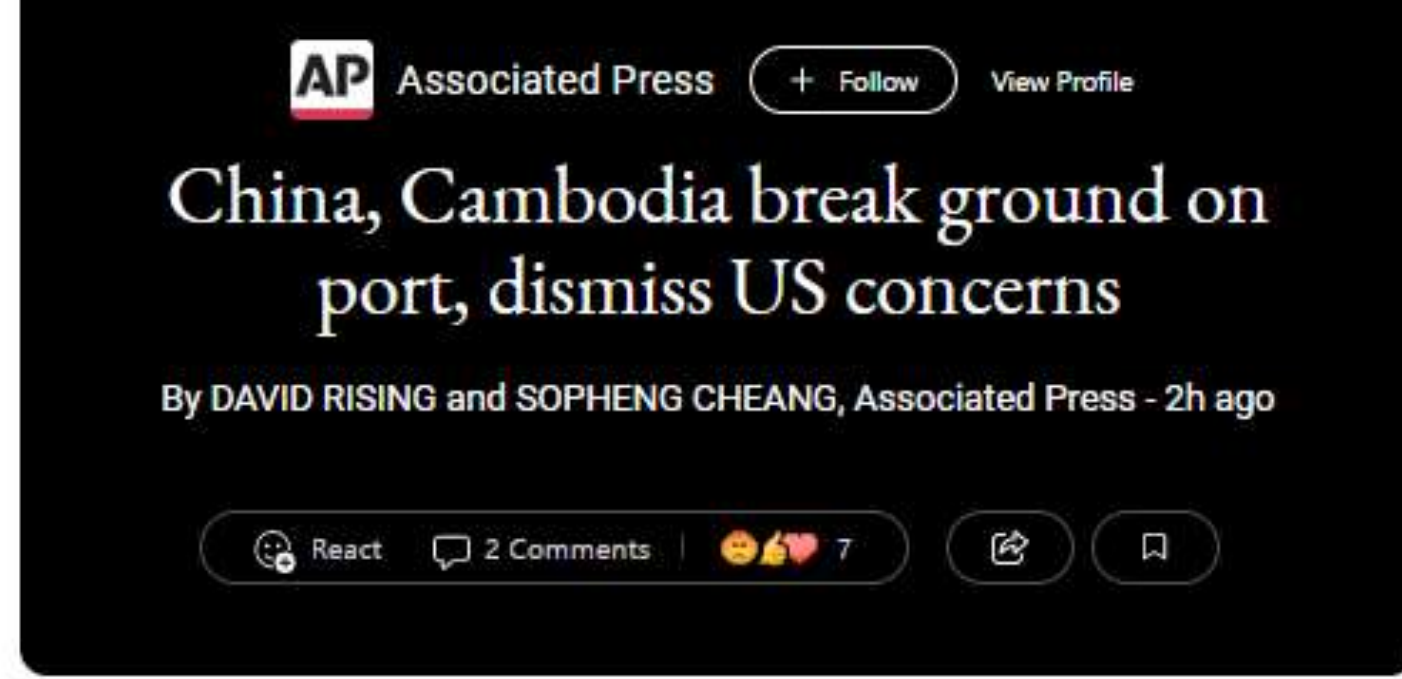 AP Associated Press + Follow View Profile
China, Cambodia break ground on
port, dismiss US concerns
By DAVID RISING and SOPHENG CHEANG, Associated Press - 2h ago
React 2 Comments 7